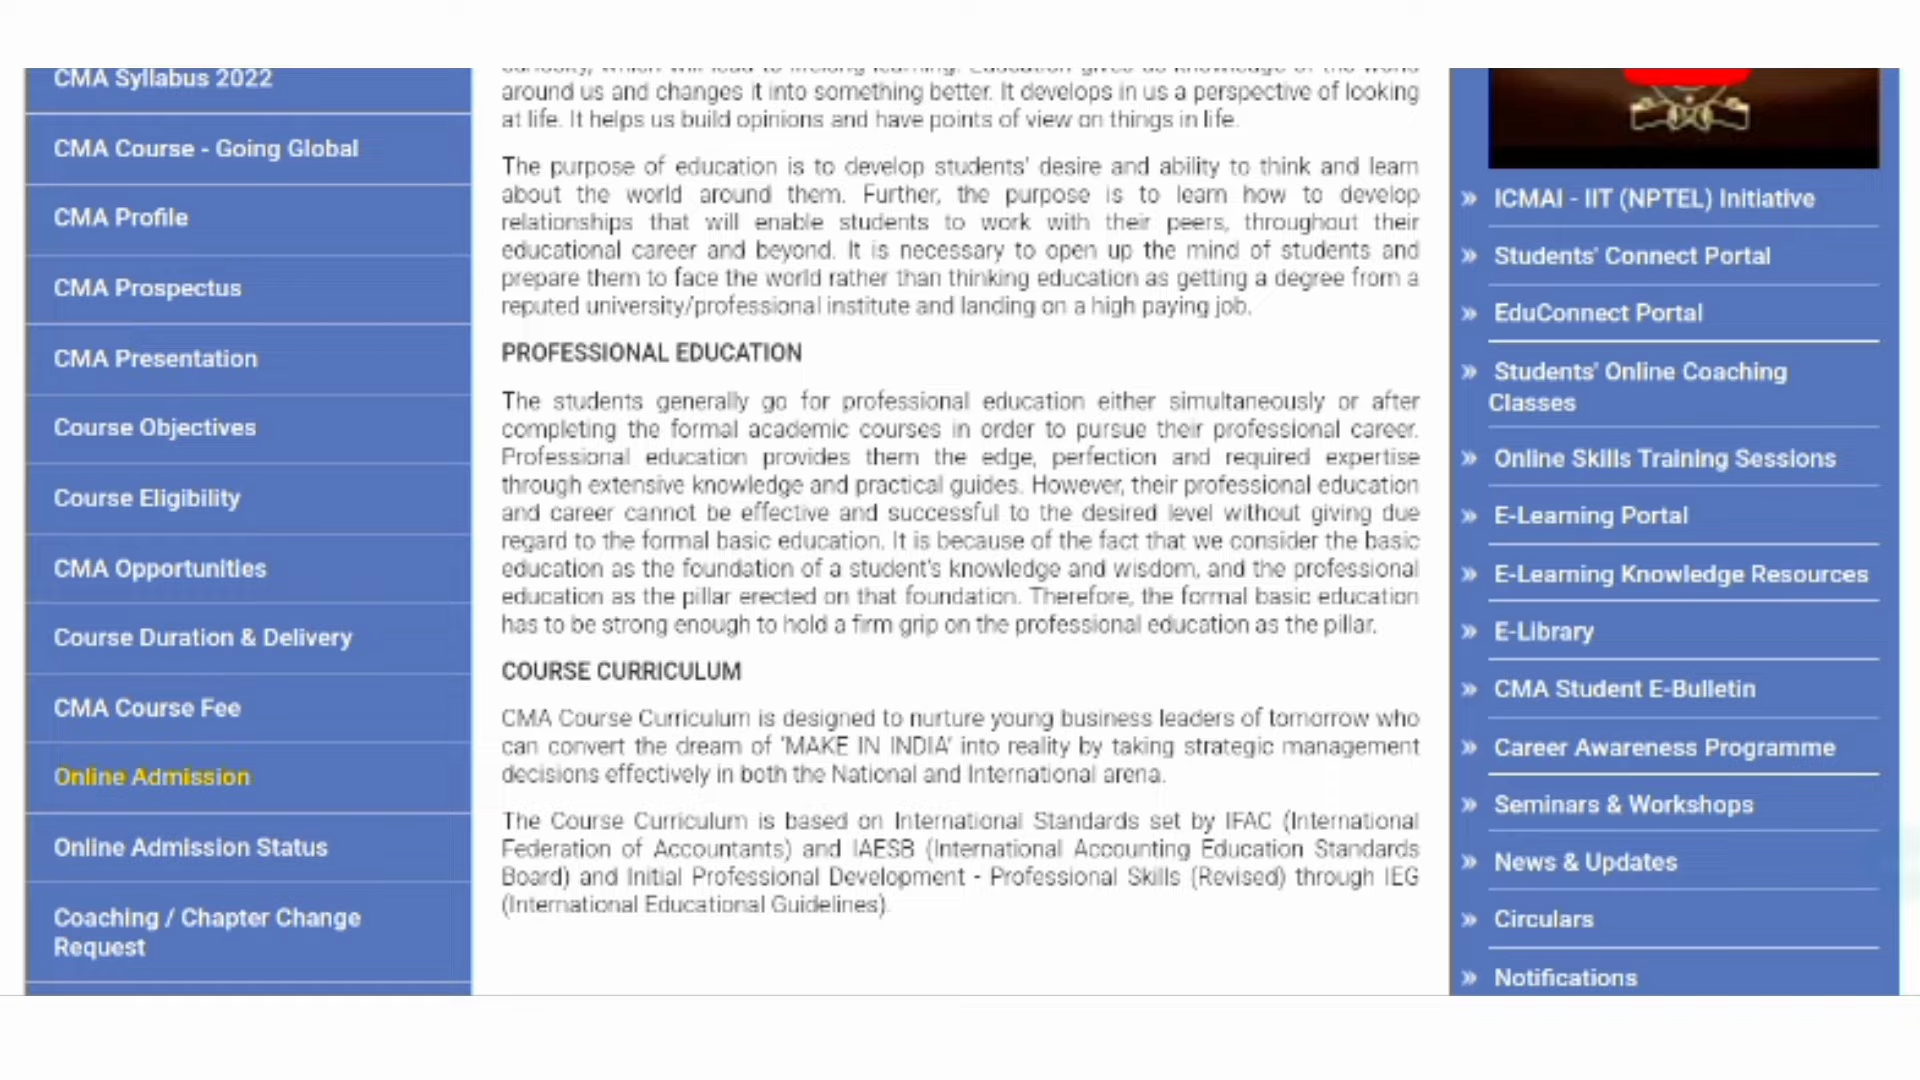 CMA Syllabus 2022
CMA Course - Going Global
CMA Profile
CMA Prospectus
CMA Presentation
Course Objectives
Course Eligibility
CMA Opportunities
Course Duration & Delivery
CMA Course Fee
Online Admission
Online Admission Status
Coaching / Chapter Change
Request
around us and changes it into something better. It develops in us a perspective of looking
at life. It helps us build opinions and have points of view on things in life.
The purpose of education is to develop students' desire and ability to think and learn
about the world around them. Further, the purpose is to learn how to develop
relationships that will enable students to work with their peers, throughout their
educational career and beyond. It is necessary to open up the mind of students and
prepare them to face the world rather than thinking education as getting a degree from a
reputed university/professional institute and landing on a high paying job.
PROFESSIONAL EDUCATION
The students generally go for professional education either simultaneously or after
completing the formal academic courses in order to pursue their professional career.
Professional education provides them the edge, perfection and required expertise
through extensive knowledge and practical guides. However, their professional education
and career cannot be effective and successful to the desired level without giving due
regard to the formal basic education. It is because of the fact that we consider the basic
education as the foundation of a student's knowledge and wisdom, and the professional
education as the pillar erected on that foundation. Therefore, the formal basic education
has to be strong enough to hold a firm grip on the professional education as the pillar.
COURSE CURRICULUM
CMA Course Curriculum is designed to nurture young business leaders of tomorrow who
can convert the dream of 'MAKE IN INDIA' into reality by taking strategic management
decisions effectively in both the National and International arena.
The Course Curriculum is based on International Standards set by IFAC (International
Federation of Accountants) and IAESB (International Accounting Education Standards
Board) and Initial Professional Development - Professional Skills (Revised) through IEG
(International Educational Guidelines).
» ICMAI - IIT (NPTEL) Initiative
» Students' Connect Portal
» EduConnect Portal
» Students' Online Coaching
Classes
» Online Skills Training Sessions
» E-Learning Portal
» E-Learning Knowledge Resources
» E-Library
» CMA Student E-Bulletin
» Career Awareness Programme
» Seminars & Workshops
» News & Updates
» Circulars
» Notifications